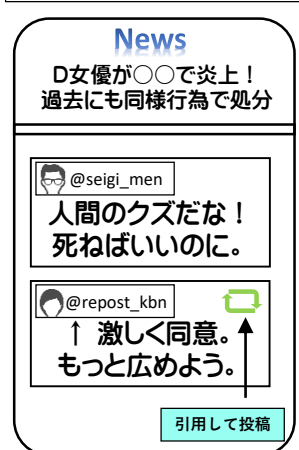 News
D女優が○○で炎上！
過去にも同様行為で処分
@seigi_men
人間のクズだな！
死ねばいいのに。
@repost_kbn
↑ 激しく同意。
もっと広めよう。
引用して投稿